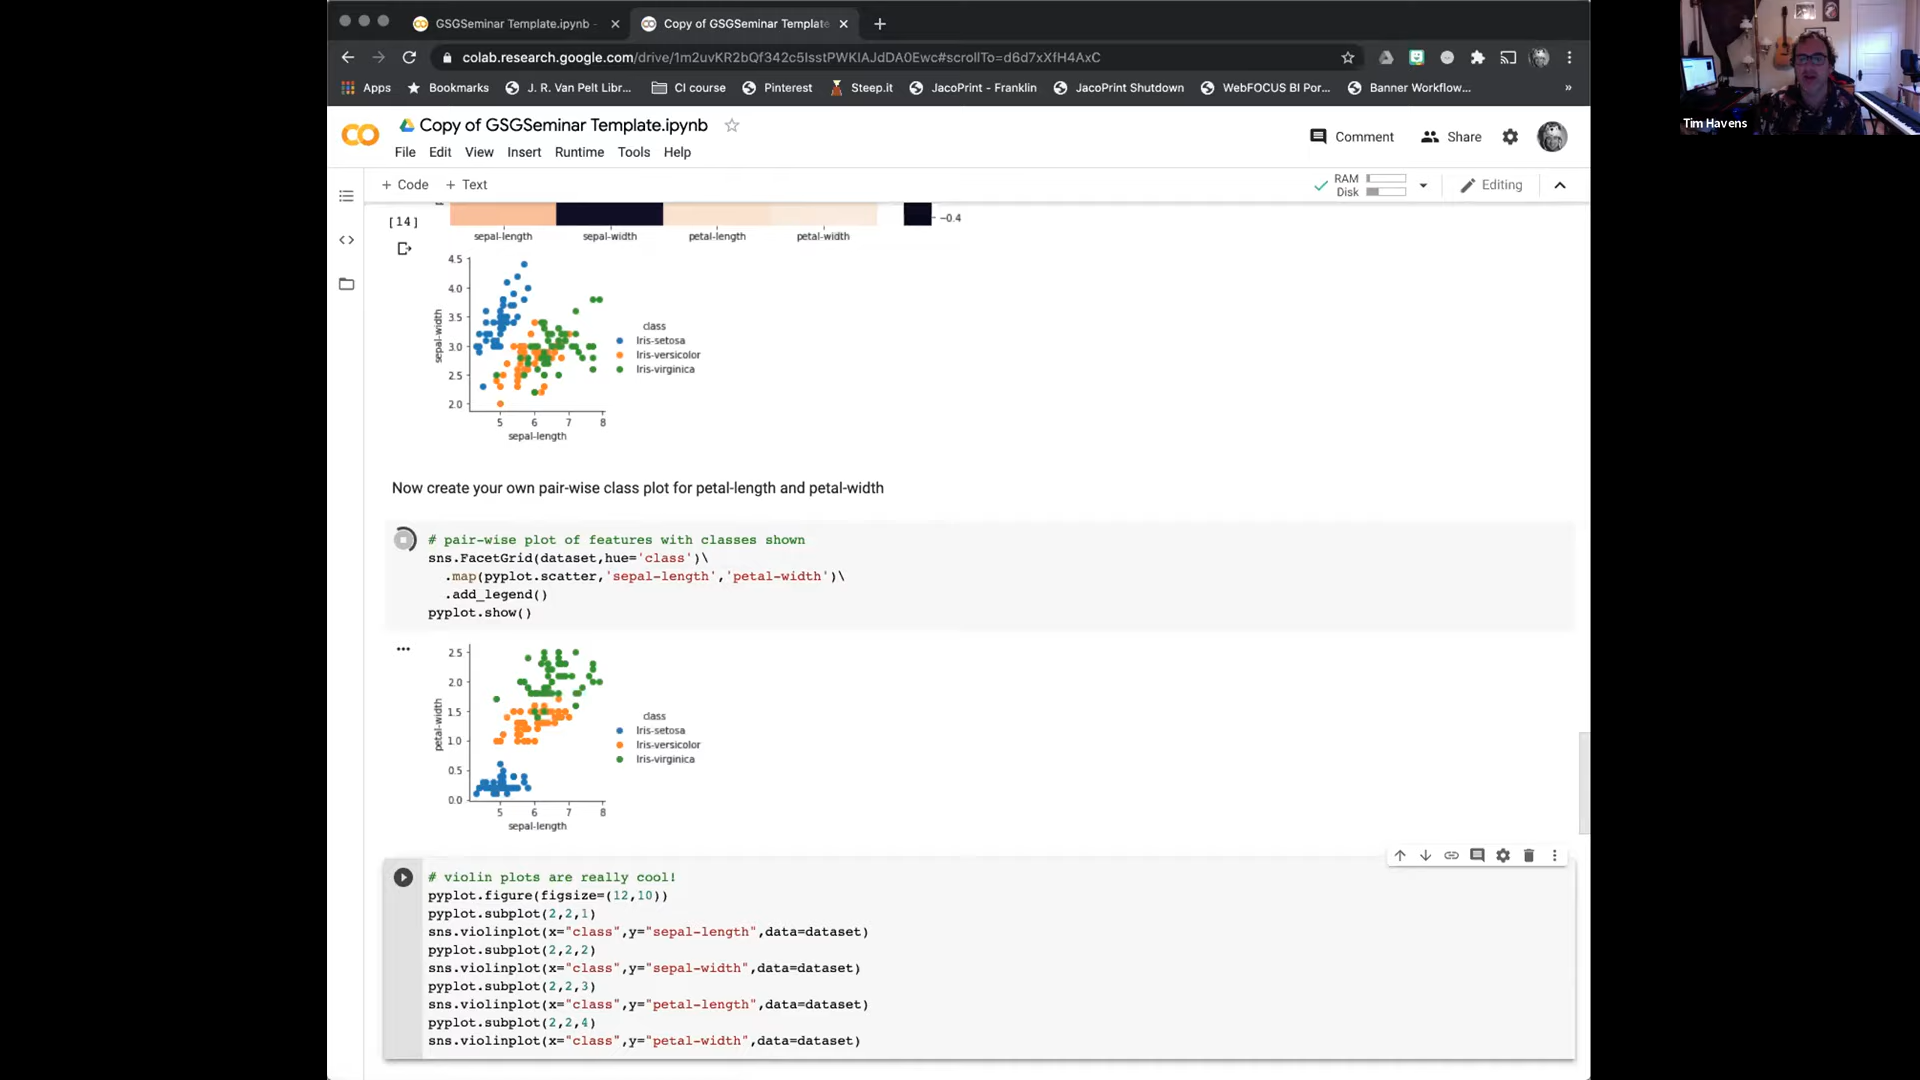 GSGSeminar Template.ipynb -
Copy of GSGSeminar Template
colab.research.google.com/drive/1m2uvKR2bQf342c5IsstPWKIAJdDA0Ewc#scrollTo=d6d7xXfH4AxC
Apps
Bookmarks
J. R. Van Pelt Libr...
CI course
Pinterest
Steep.it
JacoPrint - Franklin
JacoPrint Shutdown
WebFOCUS BI Por...
Banner Workflow...
»
Tim Havens
CO
Copy of GSGSeminar Template.ipynb
Comment
Share
File Edit View Insert Runtime Tools Help
+ Code + Text
RAM
Disk
Editing
[14]
−0.4
sepal-length
sepal-width
petal-length
petal-width
4.5
4.0
3.5
3.0
2.5
2.0
sepal-width
5 6 7 8
sepal-length
class
Iris-setosa
Iris-versicolor
Iris-virginica
Now create your own pair-wise class plot for petal-length and petal-width
# pair-wise plot of features with classes shown
sns.FacetGrid(dataset,hue='class')\
.map(pyplot.scatter,'sepal-length','petal-width')\
.add_legend()
pyplot.show()
2.5
2.0
1.5
1.0
0.5
0.0
petal-width
5 6 7 8
sepal-length
class
Iris-setosa
Iris-versicolor
Iris-virginica
# violin plots are really cool!
pyplot.figure(figsize=(12,10))
pyplot.subplot(2,2,1)
sns.violinplot(x="class",y="sepal-length",data=dataset)
pyplot.subplot(2,2,2)
sns.violinplot(x="class",y="sepal-width",data=dataset)
pyplot.subplot(2,2,3)
sns.violinplot(x="class",y="petal-length",data=dataset)
pyplot.subplot(2,2,4)
sns.violinplot(x="class",y="petal-width",data=dataset)